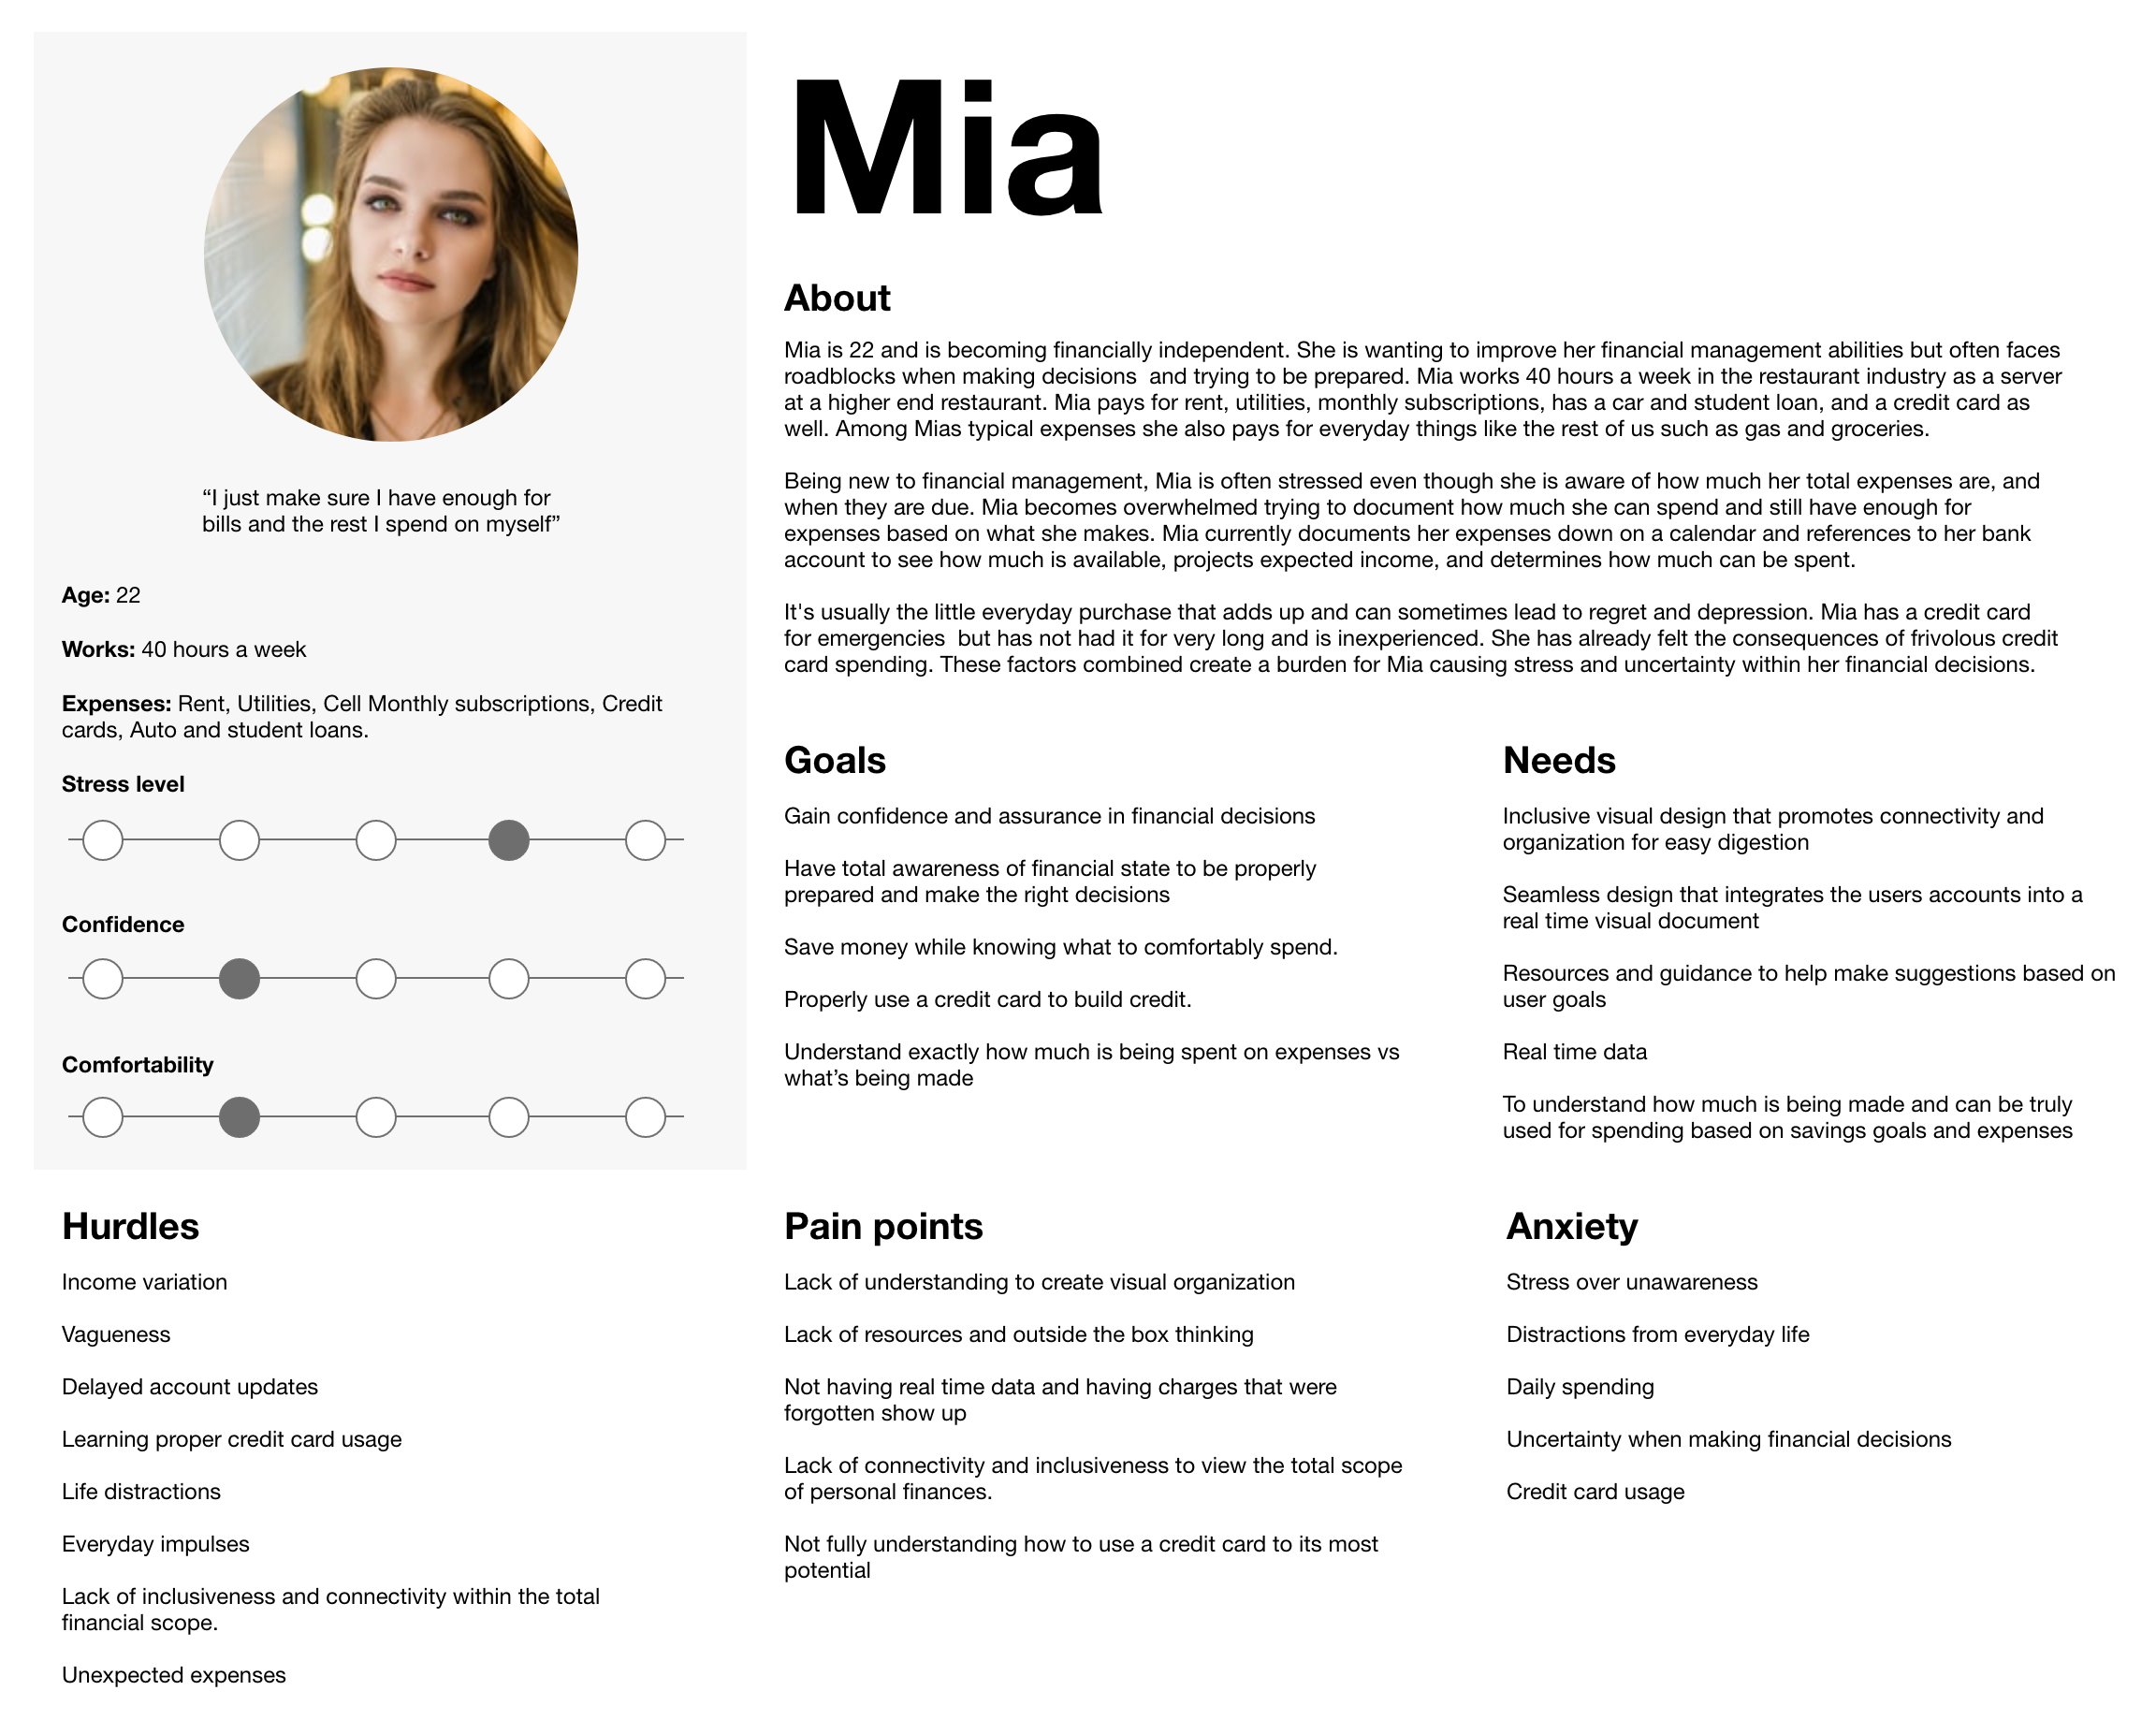 Mia
“I just make sure I have enough for
bills and the rest I spend on myself”
Age: 22
Works: 40 hours a week
Expenses: Rent, Utilities, Cell Monthly subscriptions, Credit
cards, Auto and student loans.
Stress level
Confidence
Comfortability
About
Mia is 22 and is becoming financially independent. She is wanting to improve her financial management abilities but often faces
roadblocks when making decisions  and trying to be prepared. Mia works 40 hours a week in the restaurant industry as a server
at a higher end restaurant. Mia pays for rent, utilities, monthly subscriptions, has a car and student loan, and a credit card as
well. Among Mias typical expenses she also pays for everyday things like the rest of us such as gas and groceries.
Being new to financial management, Mia is often stressed even though she is aware of how much her total expenses are, and
when they are due. Mia becomes overwhelmed trying to document how much she can spend and still have enough for
expenses based on what she makes. Mia currently documents her expenses down on a calendar and references to her bank
account to see how much is available, projects expected income, and determines how much can be spent.
It's usually the little everyday purchase that adds up and can sometimes lead to regret and depression. Mia has a credit card
for emergencies  but has not had it for very long and is inexperienced. She has already felt the consequences of frivolous credit
card spending. These factors combined create a burden for Mia causing stress and uncertainty within her financial decisions.
Goals
Gain confidence and assurance in financial decisions
Have total awareness of financial state to be properly
prepared and make the right decisions
Save money while knowing what to comfortably spend.
Properly use a credit card to build credit.
Understand exactly how much is being spent on expenses vs
what’s being made
Needs
Inclusive visual design that promotes connectivity and
organization for easy digestion
Seamless design that integrates the users accounts into a
real time visual document
Resources and guidance to help make suggestions based on
user goals
Real time data
To understand how much is being made and can be truly
used for spending based on savings goals and expenses
Hurdles
Income variation
Vagueness
Delayed account updates
Learning proper credit card usage
Life distractions
Everyday impulses
Lack of inclusiveness and connectivity within the total
financial scope.
Unexpected expenses
Pain points
Lack of understanding to create visual organization
Lack of resources and outside the box thinking
Not having real time data and having charges that were
forgotten show up
Lack of connectivity and inclusiveness to view the total scope
of personal finances.
Not fully understanding how to use a credit card to its most
potential
Anxiety
Stress over unawareness
Distractions from everyday life
Daily spending
Uncertainty when making financial decisions
Credit card usage